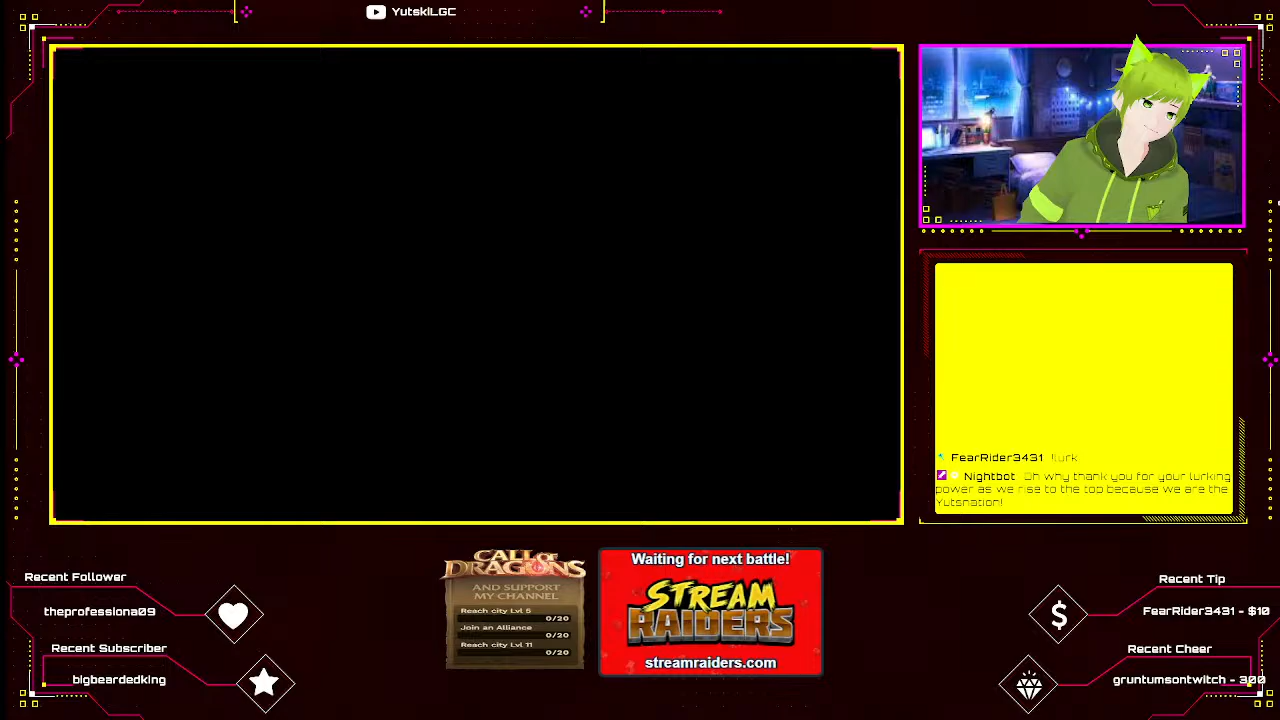 YutskiLGC
FearRider3431 !lurk
Nightbot Oh why thank you for your lurking
power as we rise to the top because we are the
Yutsnation!
CALL OF
DRAGONS
AND SUPPORT
MY CHANNEL
Reach city Lvl 5
0/20
Join an Alliance
0/20
Reach city Lvl 11
0/20
Waiting for next battle!
STREAM
RAIDERS
streamraiders.com
Recent Follower
theprofessiona09
Recent Subscriber
bigbeardedking
Recent Tip
FearRider3431 - $10
Recent Cheer
gruntumsontwitch - 300